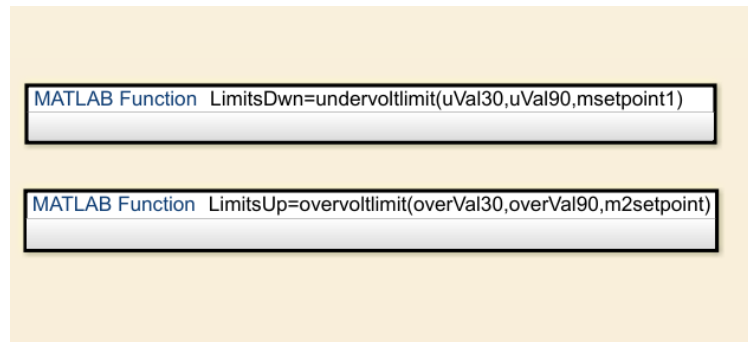 MATLAB Function LimitsDwn=undervoltlimit(uVal30,uVal90,msetpoint1)
MATLAB Function LimitsUp=overvoltlimit(overVal30,overVal90,m2setpoint)